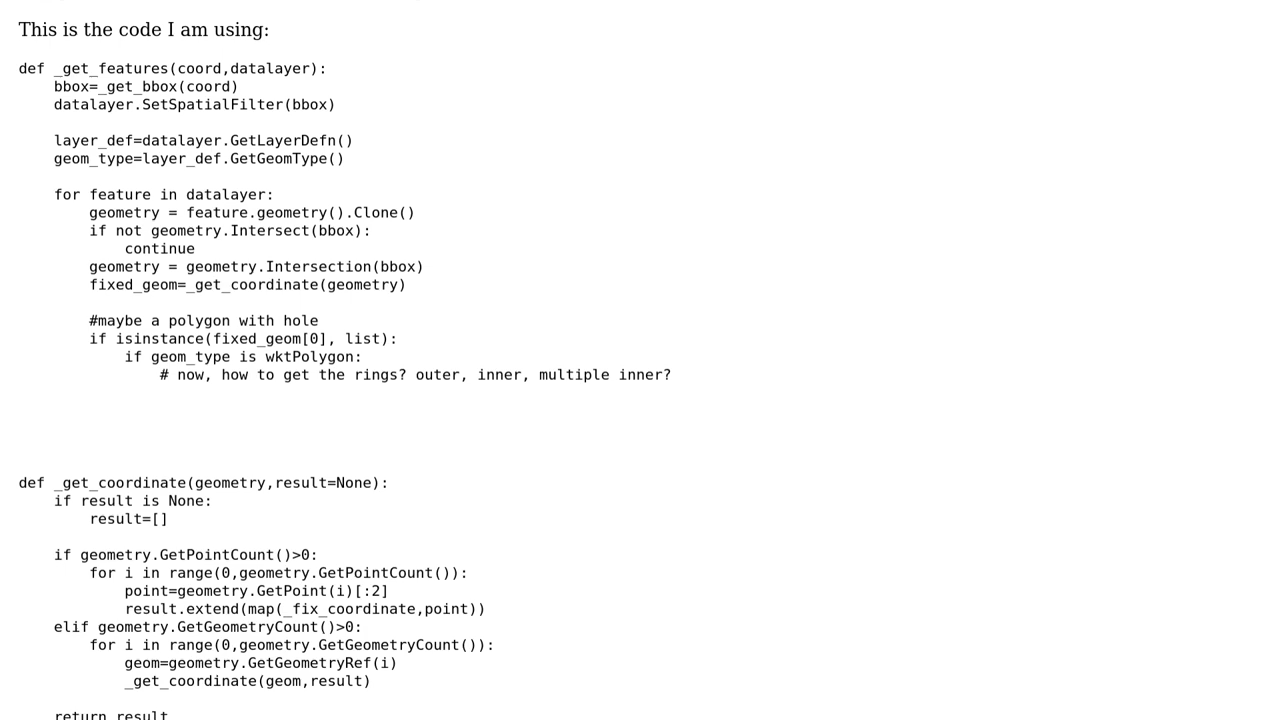 This is the code I am using:
def _get_features(coord,datalayer):
    bbox=_get_bbox(coord)
    datalayer.SetSpatialFilter(bbox)
    layer_def=datalayer.GetLayerDefn()
    geom_type=layer_def.GetGeomType()
    for feature in datalayer:
        geometry = feature.geometry().Clone()
        if not geometry.Intersect(bbox):
            continue
        geometry = geometry.Intersection(bbox)
        fixed_geom=_get_coordinate(geometry)
        #maybe a polygon with hole
        if isinstance(fixed_geom[0], list):
            if geom_type is wktPolygon:
                # now, how to get the rings? outer, inner, multiple inner?
def _get_coordinate(geometry,result=None):
    if result is None:
        result=[]
    if geometry.GetPointCount()>0:
        for i in range(0,geometry.GetPointCount()):
            point=geometry.GetPoint(i)[:2]
            result.extend(map(_fix_coordinate,point))
    elif geometry.GetGeometryCount()>0:
        for i in range(0,geometry.GetGeometryCount()):
            geom=geometry.GetGeometryRef(i)
            _get_coordinate(geom,result)
    return result